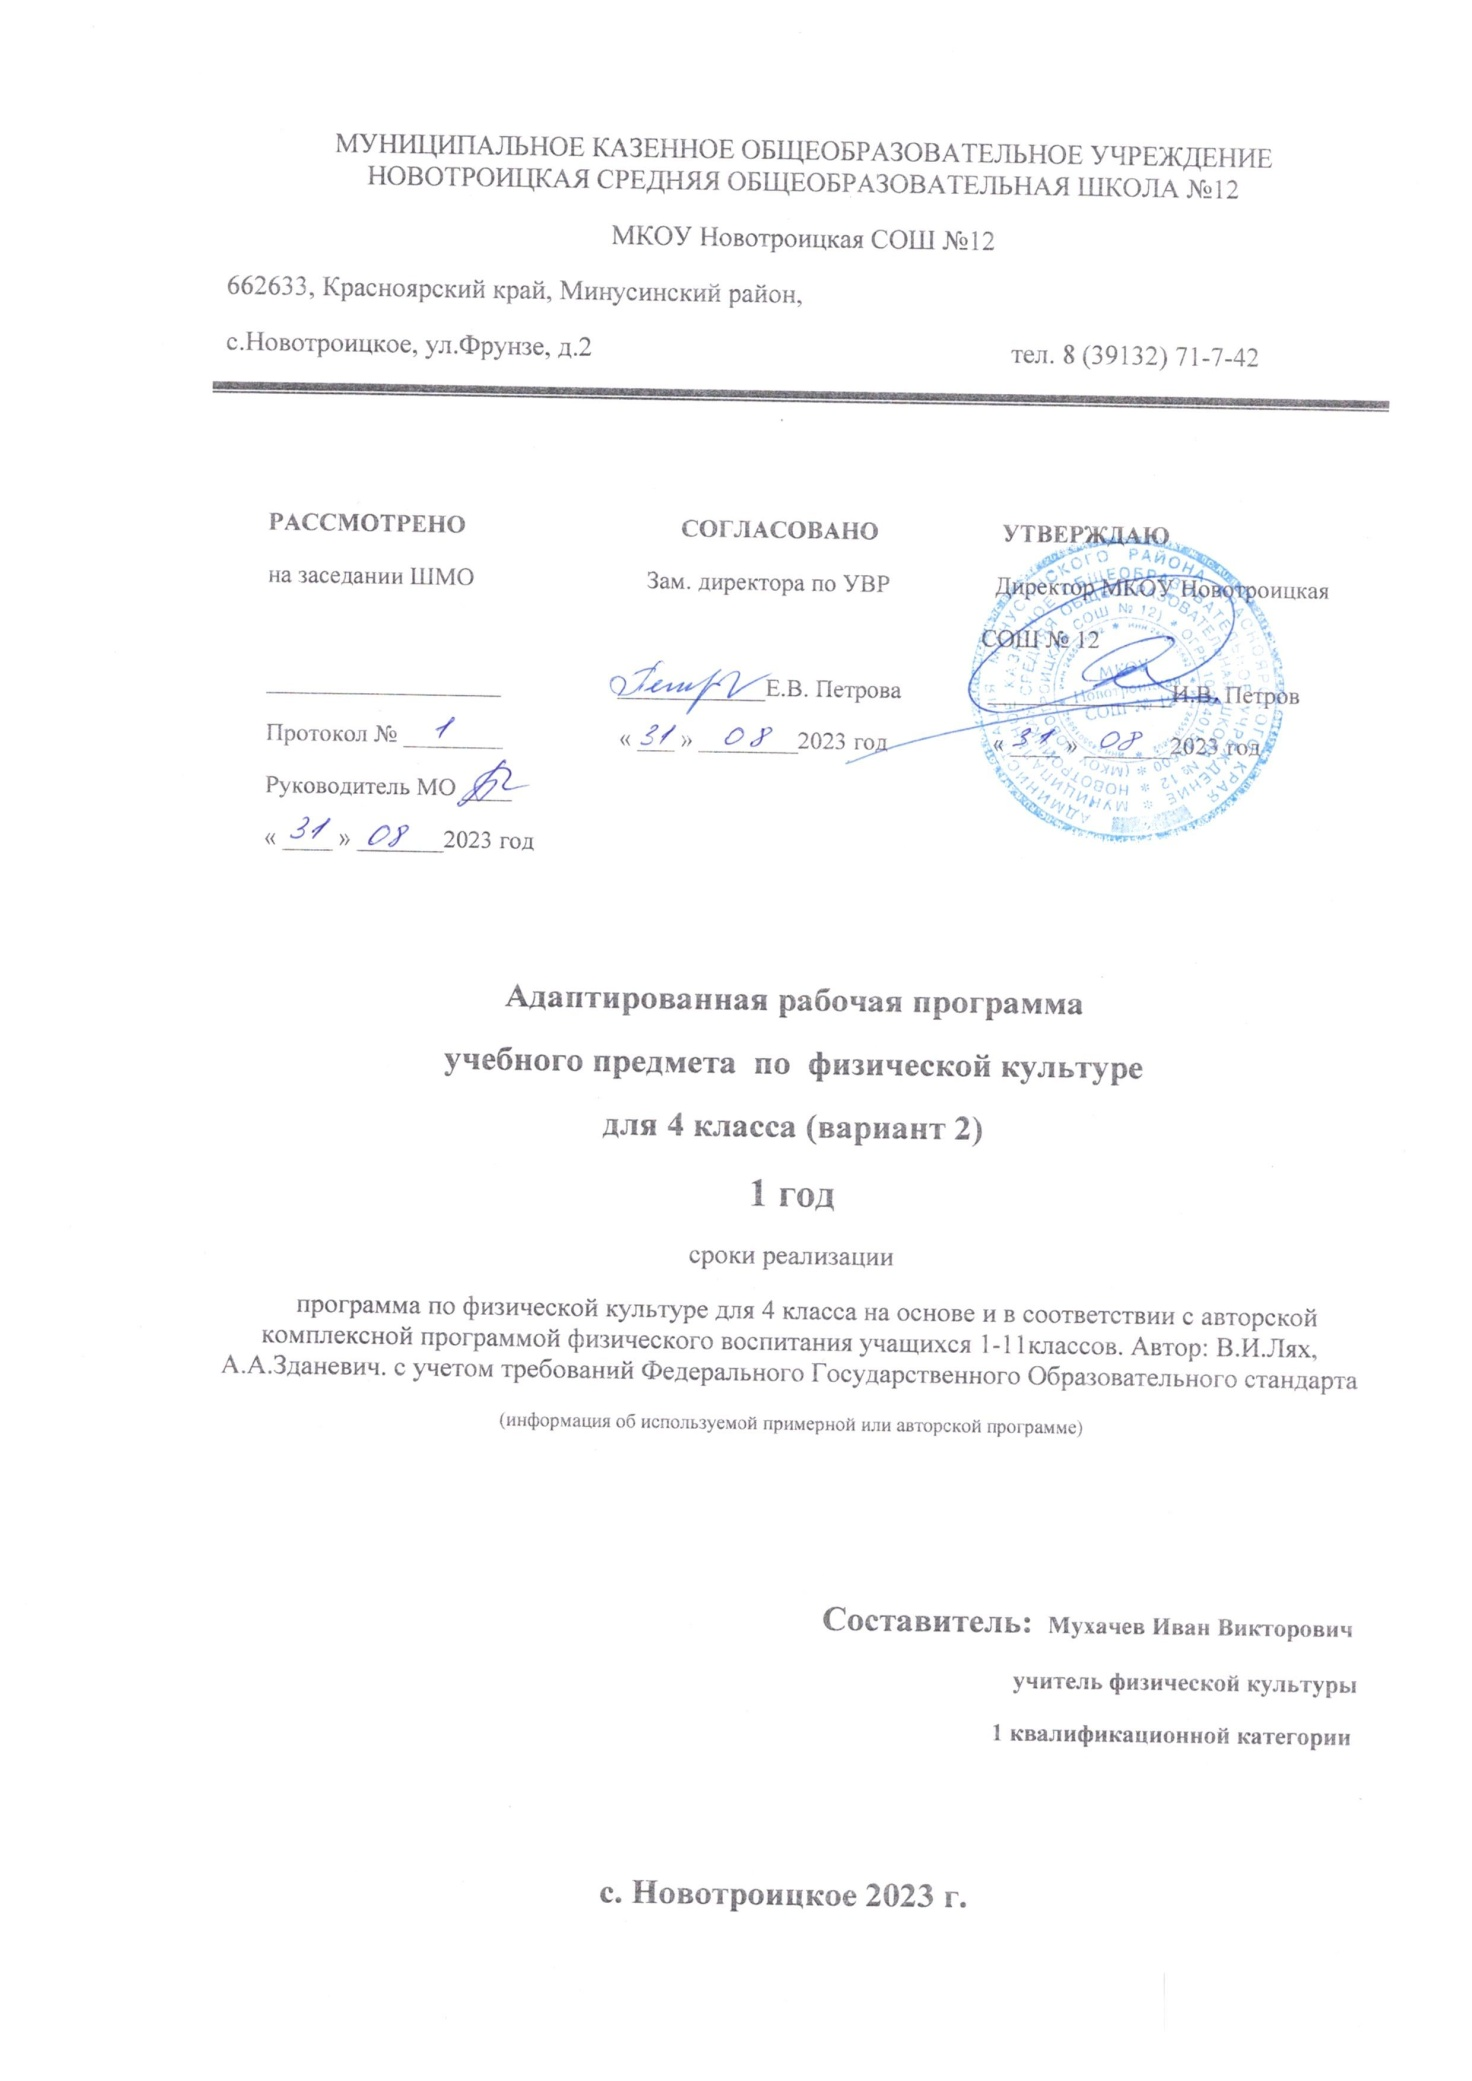 МУНИЦИПАЛЬНОЕ КАЗЕННОЕ ОБЩЕОБРАЗОВАТЕЛЬНОЕ УЧРЕЖДЕНИЕ
НОВОТРОИЦКАЯ СРЕДНЯЯ ОБЩЕОБРАЗОВАТЕЛЬНАЯ ШКОЛА №12
МКОУ Новотроицкая СОШ №12
662633, Красноярский край, Минусинский район,
с.Новотроицкое, ул.Фрунзе, д.2 тел. 8 (39132) 71-7-42
РАССМОТРЕНО
на заседании ШМО
Протокол № 1
Руководитель МО
« 31 » 08 2023 год
СОГЛАСОВАНО
Зам. директора по УВР
Е.В. Петрова
« 31 » 08 2023 год
УТВЕРЖДАЮ
Директор МКОУ Новотроицкая
СОШ № 12
И.В. Петров
« 31 » 08 2023 год
МКОУ
Новотроицкая
СОШ № 12
Адаптированная рабочая программа
учебного предмета по физической культуре
для 4 класса (вариант 2)
1 год
сроки реализации
программа по физической культуре для 4 класса на основе и в соответствии с авторской
комплексной программой физического воспитания учащихся 1-11классов. Автор: В.И.Лях,
А.А.Зданевич. с учетом требований Федерального Государственного Образовательного стандарта
(информация об используемой примерной или авторской программе)
Составитель: Мухачев Иван Викторович
учитель физической культуры
1 квалификационной категории
с. Новотроицкое 2023 г.